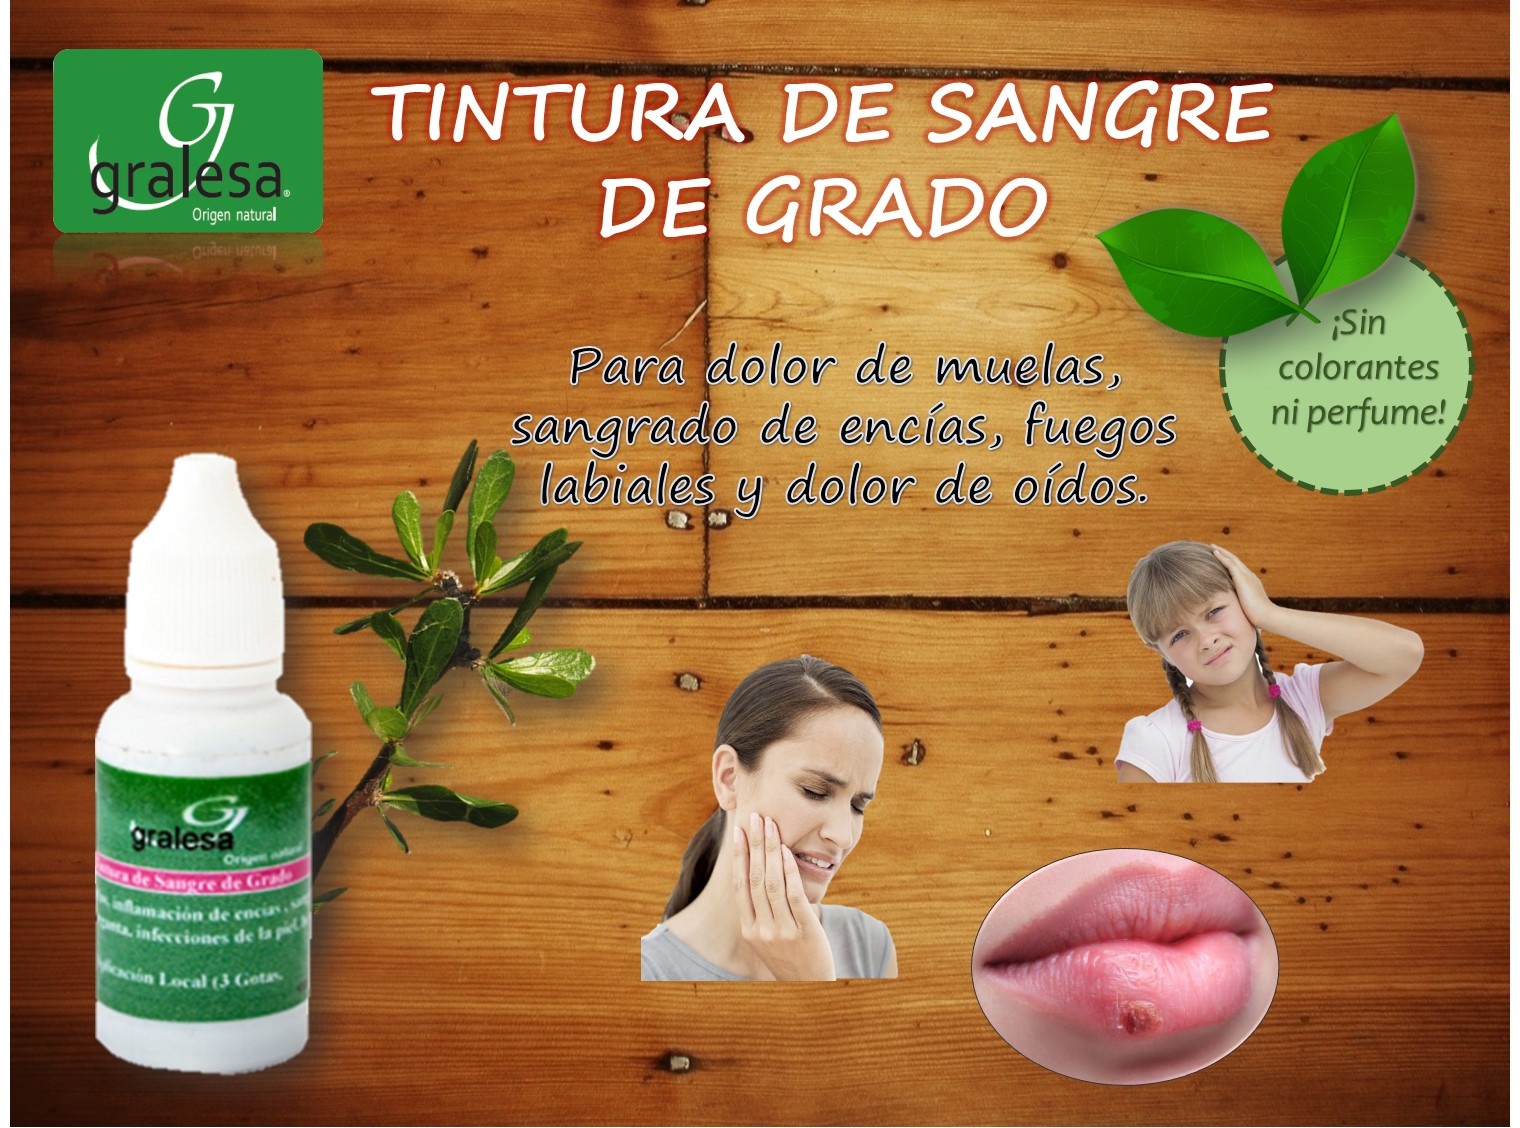 gralesa®
Origen natural
TINTURA DE SANGRE
DE GRADO
¡Sin
colorantes
ni perfume!
Para dolor de muelas,
sangrado de encías, fuegos
labiales y dolor de oídos.
gralesa
Origen natural
de Sangre de Grado
inflamación de encías,
infecciones de la piel,
Local (3 Gotas.